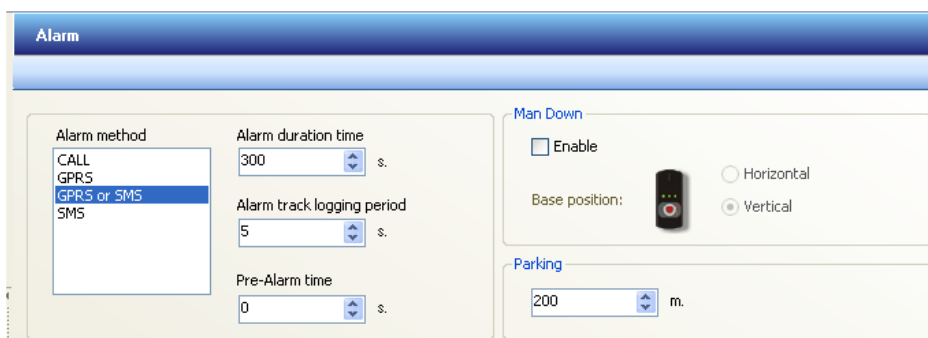 Alarm
Alarm method
CALL
GPRS
GPRS or SMS
SMS
Alarm duration time
300 s.
Alarm track logging period
5 s.
Pre-Alarm time
0 s.
Man Down
Enable
Base position:
Horizontal
Vertical
Parking
200 m.